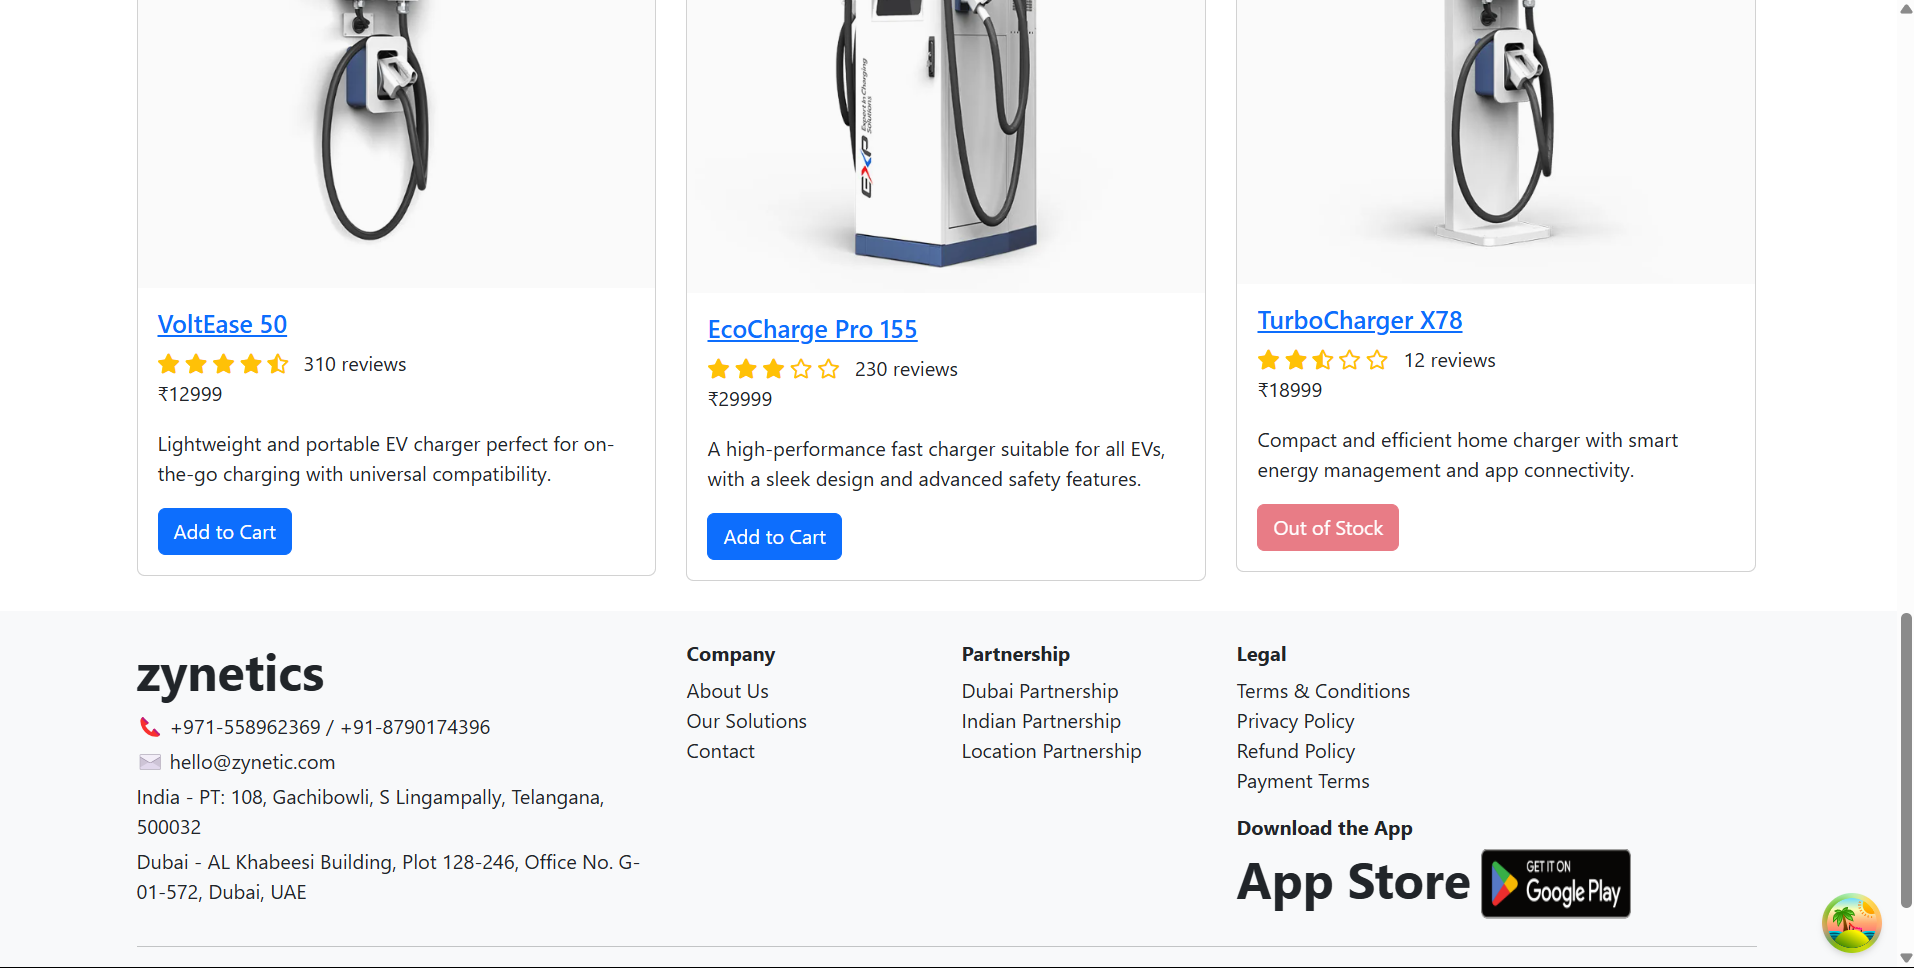 EXP Expert in Charging
Solutions
VoltEase 50
310 reviews
₹12999
Lightweight and portable EV charger perfect for on-
the-go charging with universal compatibility.
Add to Cart
EcoCharge Pro 155
230 reviews
₹29999
A high-performance fast charger suitable for all EVs,
with a sleek design and advanced safety features.
Add to Cart
TurboCharger X78
12 reviews
₹18999
Compact and efficient home charger with smart
energy management and app connectivity.
Out of Stock
zynetics
+971-558962369 / +91-8790174396
hello@zynetic.com
India - PT: 108, Gachibowli, S Lingampally, Telangana,
500032
Dubai - AL Khabeesi Building, Plot 128-246, Office No. G-
01-572, Dubai, UAE
Company
About Us
Our Solutions
Contact
Partnership
Dubai Partnership
Indian Partnership
Location Partnership
Legal
Terms & Conditions
Privacy Policy
Refund Policy
Payment Terms
Download the App
App Store
GET IT ON
Google Play